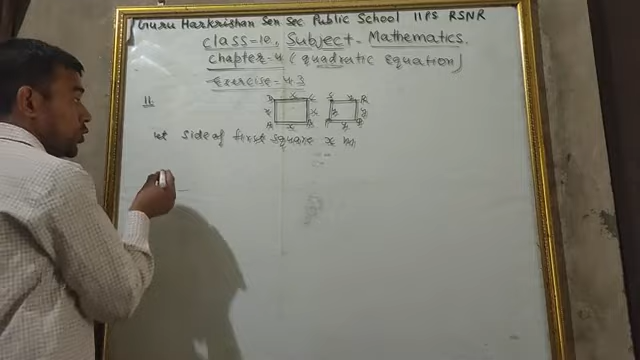 Guru Harkrishan Sen Sec Public School 11PS RSNR
Class-10, Subject- Mathematics.
Chapter-4 (quadratic equation)
Exercise-4.3
11
Let side of first square x m